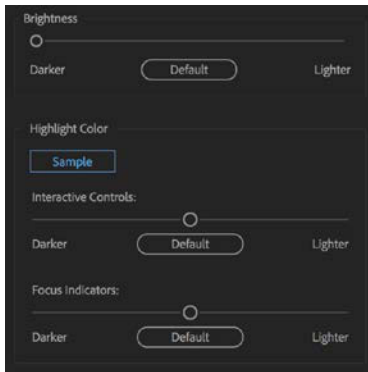 Brightness
Darker Default Lighter
Highlight Color
Sample
Interactive Controls:
Darker Default Lighter
Focus Indicators:
Darker Default Lighter